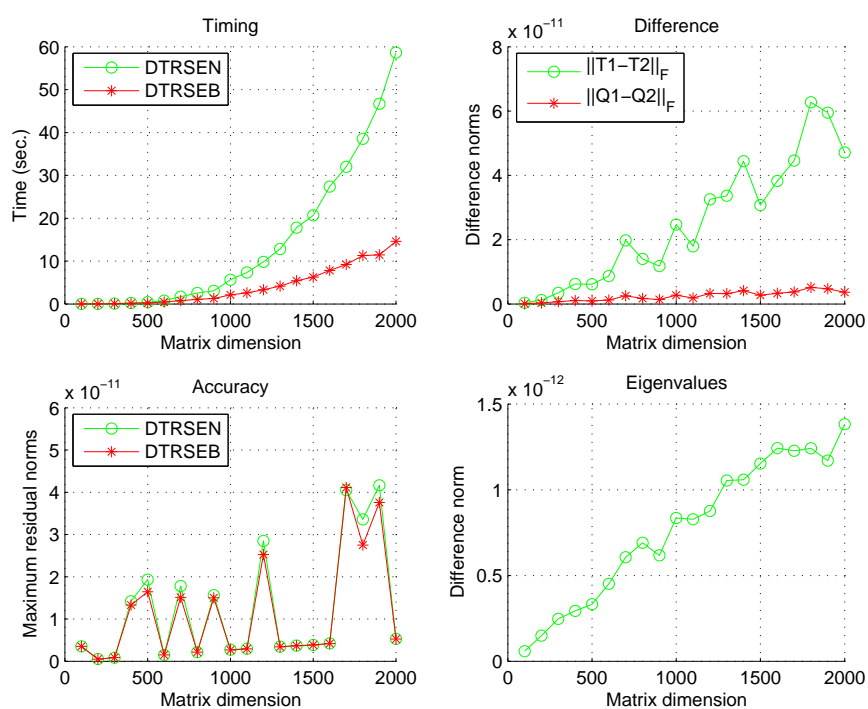 Timing
60
50
40
30
20
10
0
Time (sec.)
DTRSEN
DTRSEB
0 500 1000 1500 2000
Matrix dimension
Difference
x 10−11
8
6
4
2
0
Difference norms
||T1−T2||F
||Q1−Q2||F
0 500 1000 1500 2000
Matrix dimension
Accuracy
x 10−11
6
5
4
3
2
1
0
Maximum residual norms
DTRSEN
DTRSEB
0 500 1000 1500 2000
Matrix dimension
Eigenvalues
x 10−12
1.5
1
0.5
0
Difference norm
0 500 1000 1500 2000
Matrix dimension